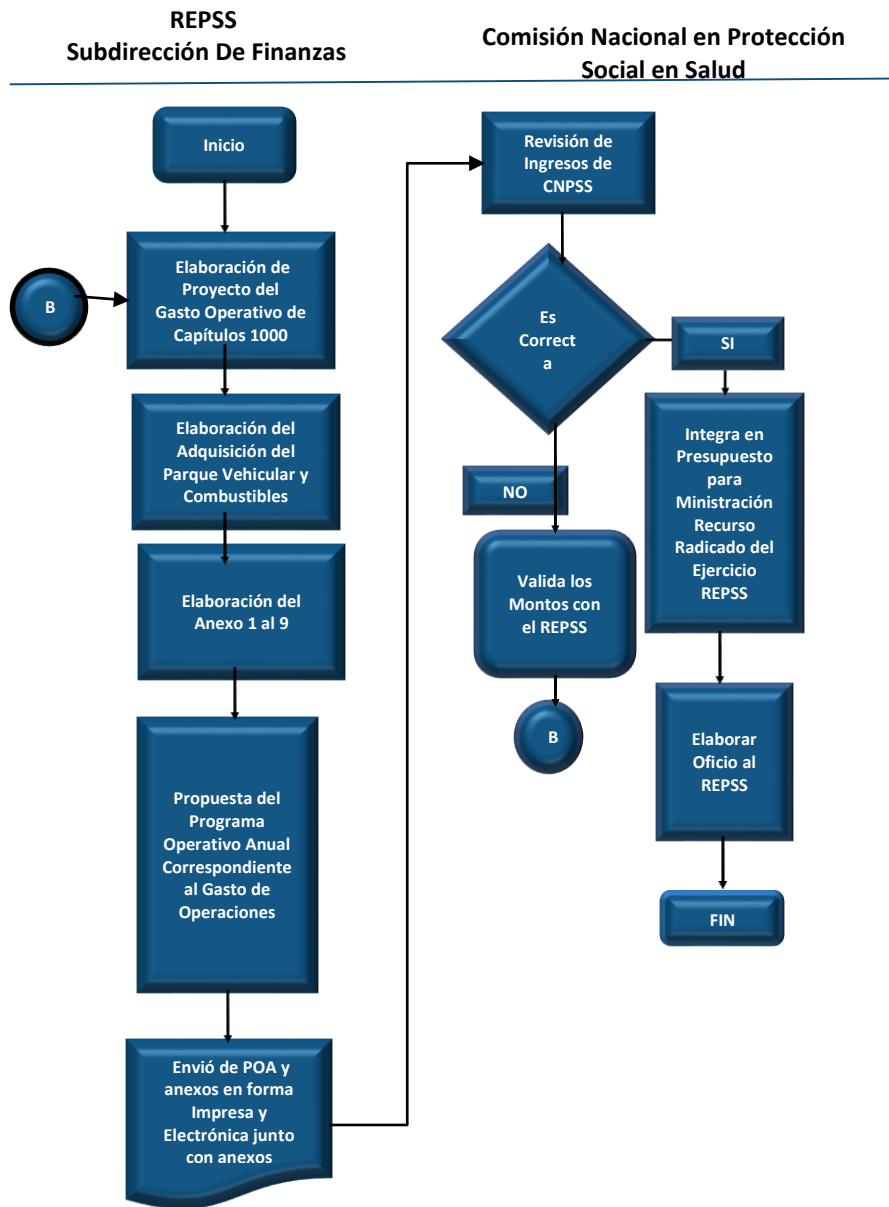 REPSS
Subdirección De Finanzas
Comisión Nacional en Protección
Social en Salud
Inicio
B
Elaboración de
Proyecto del
Gasto Operativo de
Capítulos 1000
Elaboración del
Adquisición del
Parque Vehicular y
Combustibles
Elaboración del
Anexo 1 al 9
Propuesta del
Programa
Operativo Anual
Correspondiente
al Gasto de
Operaciones
Envió de POA y
anexos en forma
Impresa y
Electrónica junto
con anexos
Revisión de
Ingresos de
CNPSS
Es
Correct
a
SI
NO
Integra en
Presupuesto
para
Ministración
Recurso
Radicado del
Ejercicio
REPSS
Valida los
Montos con
el REPSS
B
Elaborar
Oficio al
REPSS
FIN